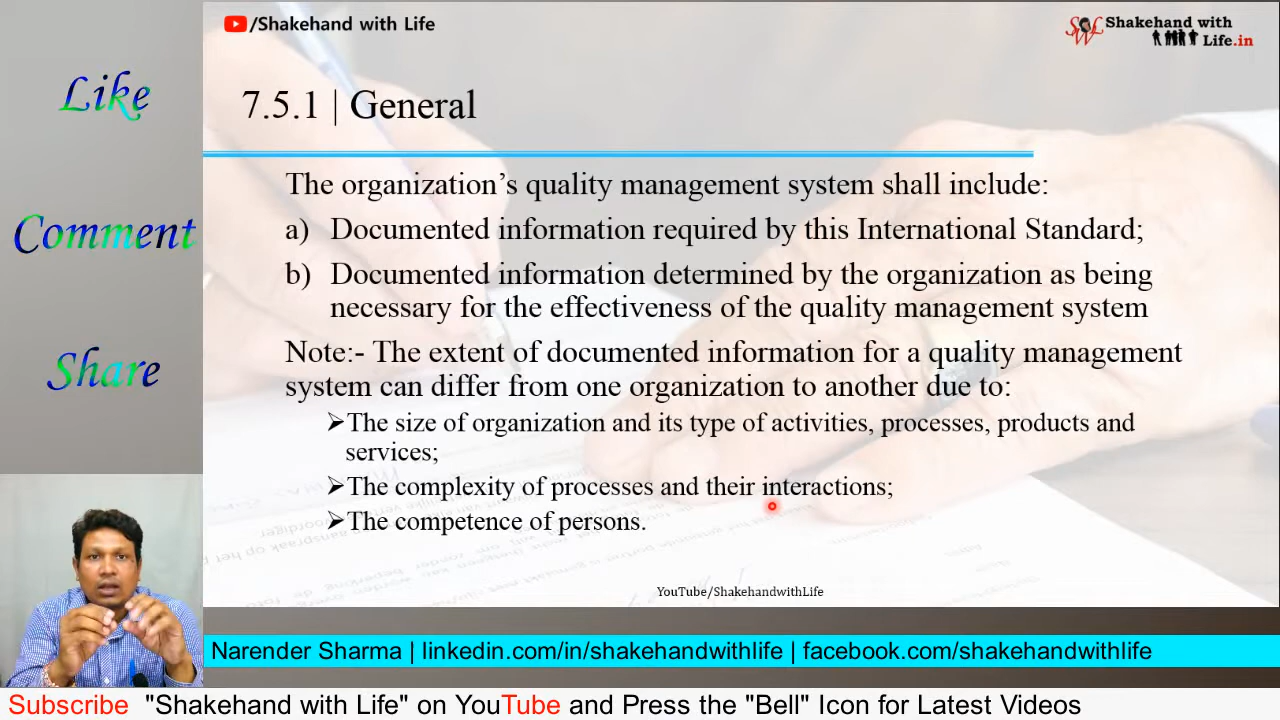 /Shakehand with Life
Shakehand with
Life.in
Like
Comment
Share
7.5.1 | General
The organization’s quality management system shall include:
a) Documented information required by this International Standard;
b) Documented information determined by the organization as being
necessary for the effectiveness of the quality management system
Note:- The extent of documented information for a quality management
system can differ from one organization to another due to:
➢The size of organization and its type of activities, processes, products and
services;
➢The complexity of processes and their interactions;
➢The competence of persons.
YouTube/ShakehandwithLife
Narender Sharma | linkedin.com/in/shakehandwithlife | facebook.com/shakehandwithlife
Subscribe "Shakehand with Life" on YouTube and Press the "Bell" Icon for Latest Videos